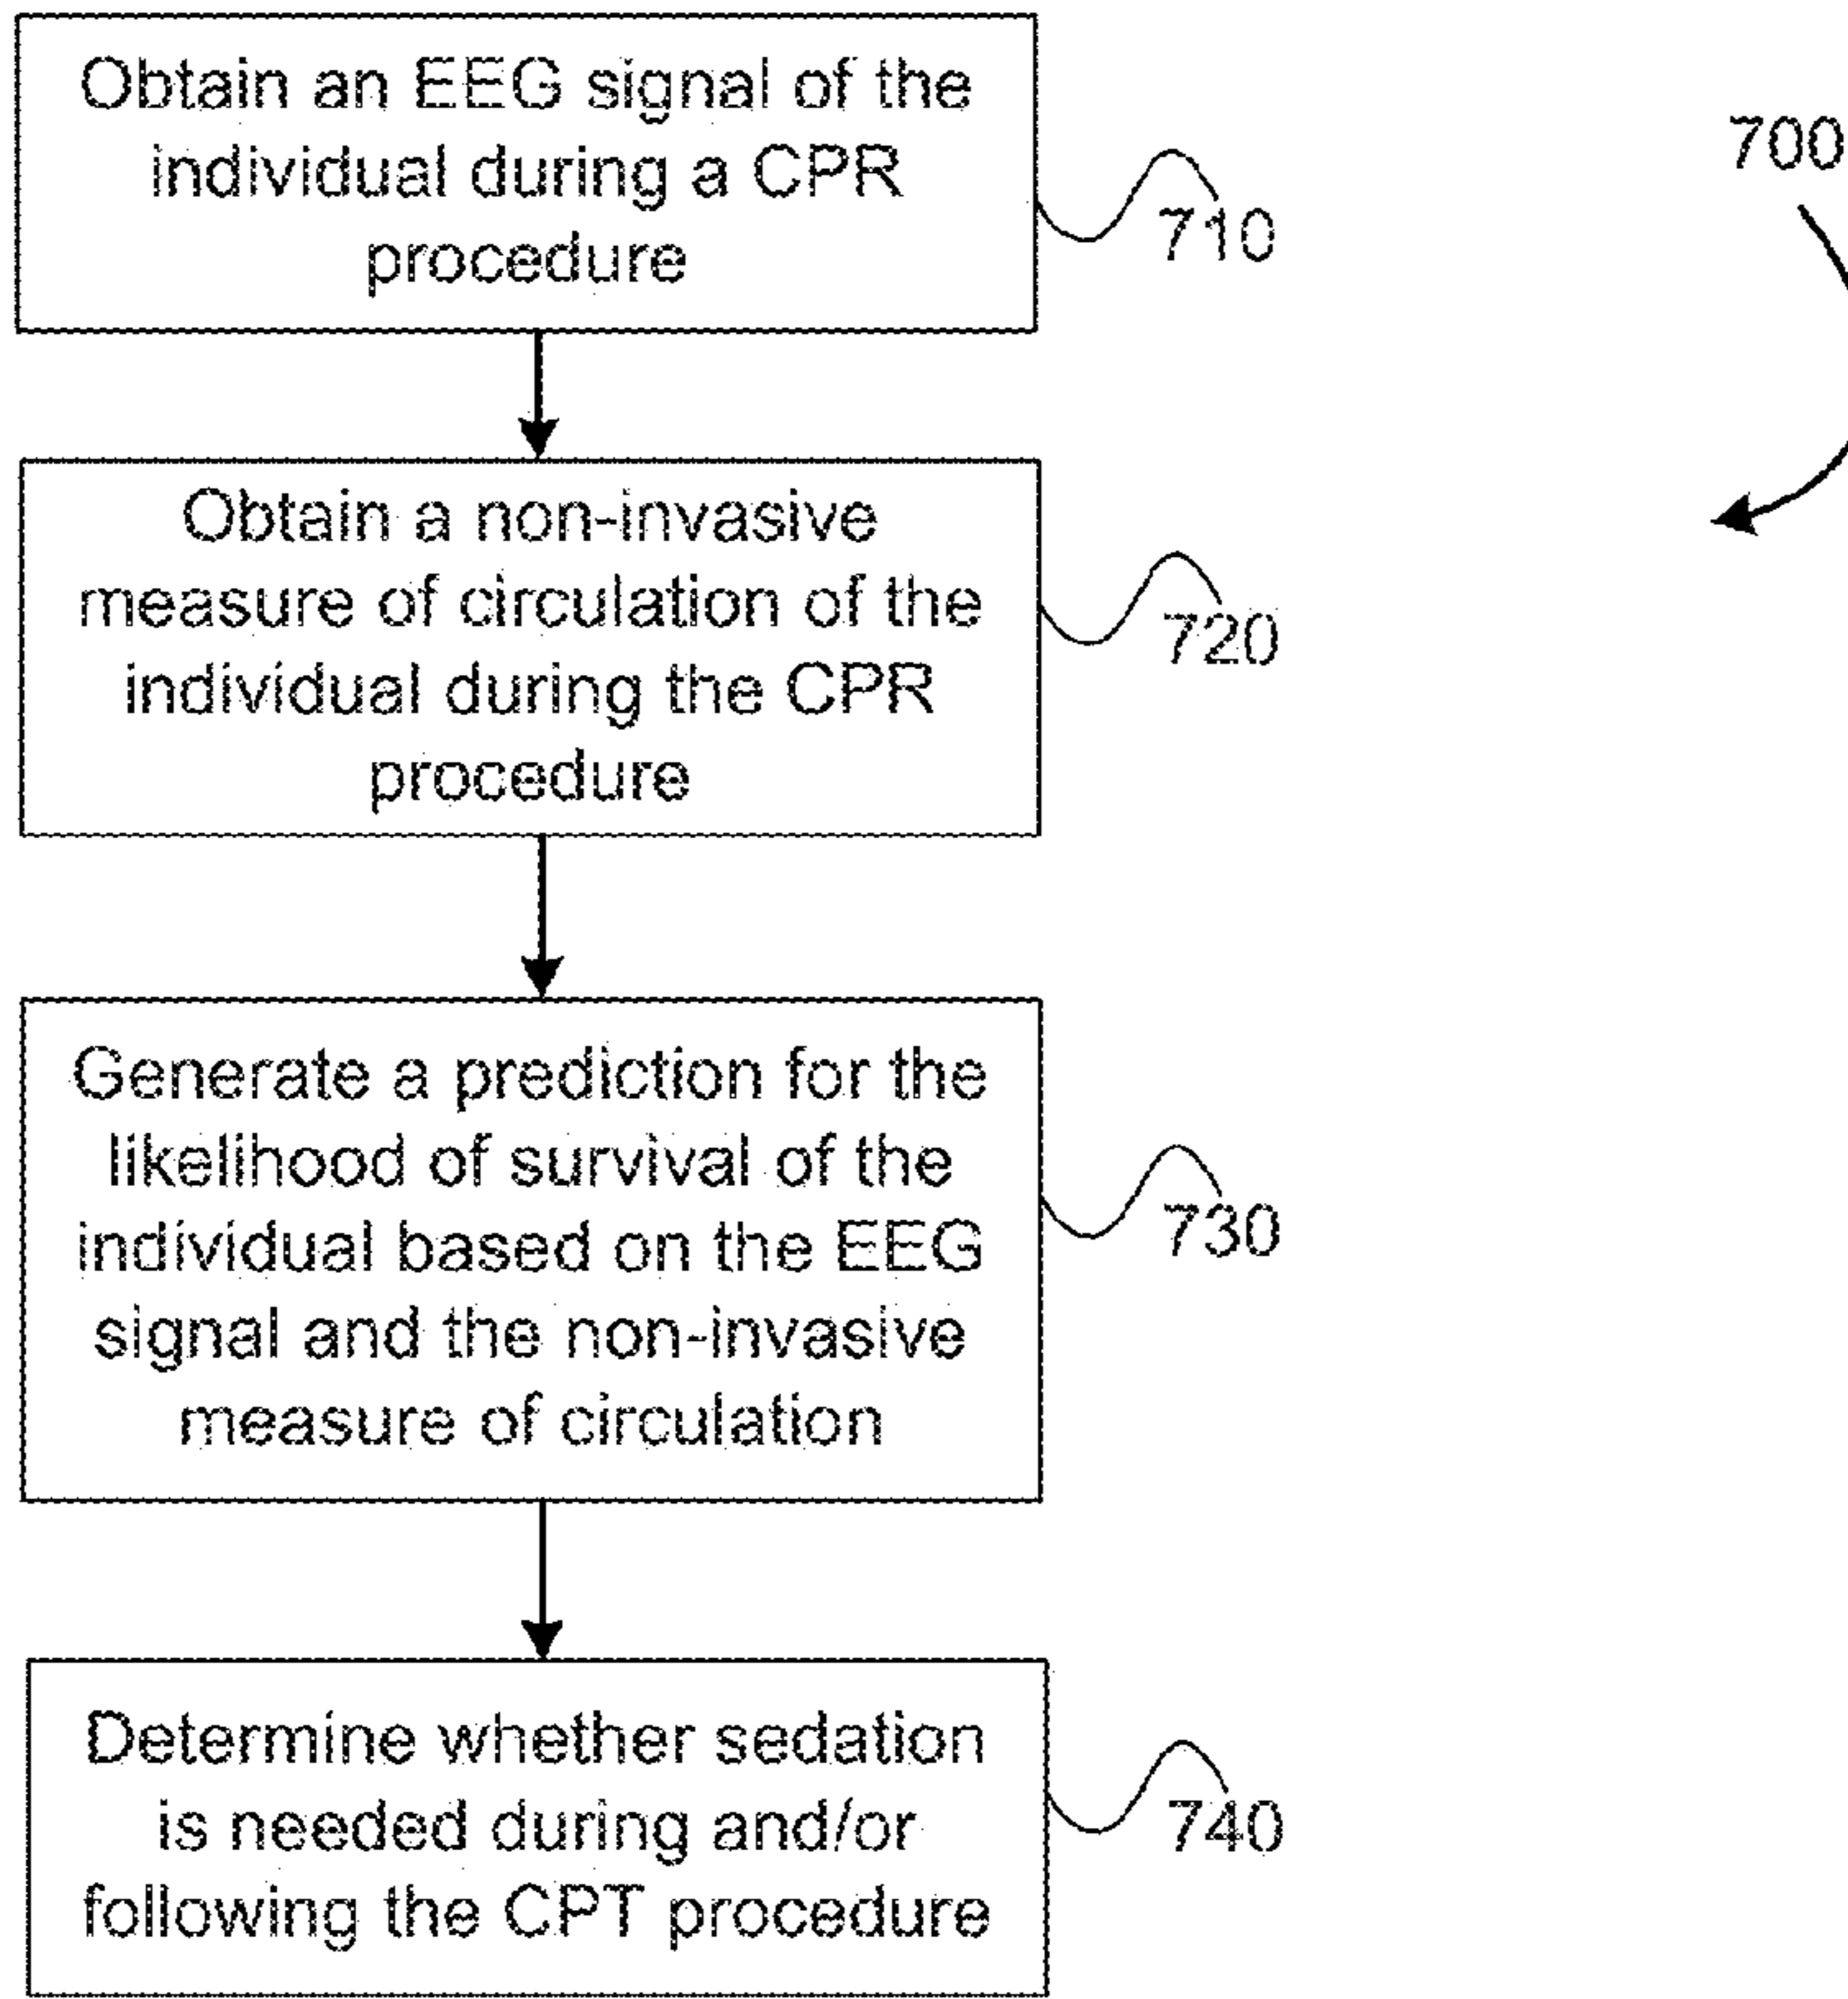 Obtain an EEG signal of the
individual during a CPR
procedure
710
700
Obtain a non-invasive
measure of circulation of the
individual during the CPR
procedure
720
Generate a prediction for the
likelihood of survival of the
individual based on the EEG
signal and the non-invasive
measure of circulation
730
Determine whether sedation
is needed during and/or
following the CPT procedure
740